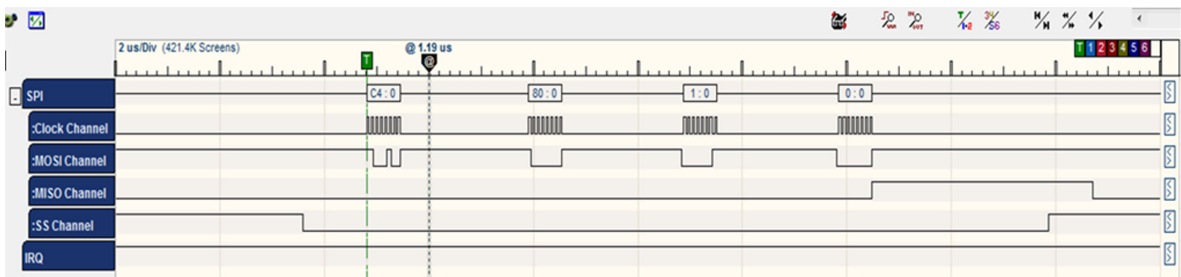 2 us/Div (421.4K Screens)
@ 1.19 us
T 1 2 3 4 5 6
T
@
SPI
C4 : 0
80 : 0
1 : 0
0 : 0
:Clock Channel
:MOSI Channel
:MISO Channel
:SS Channel
IRQ